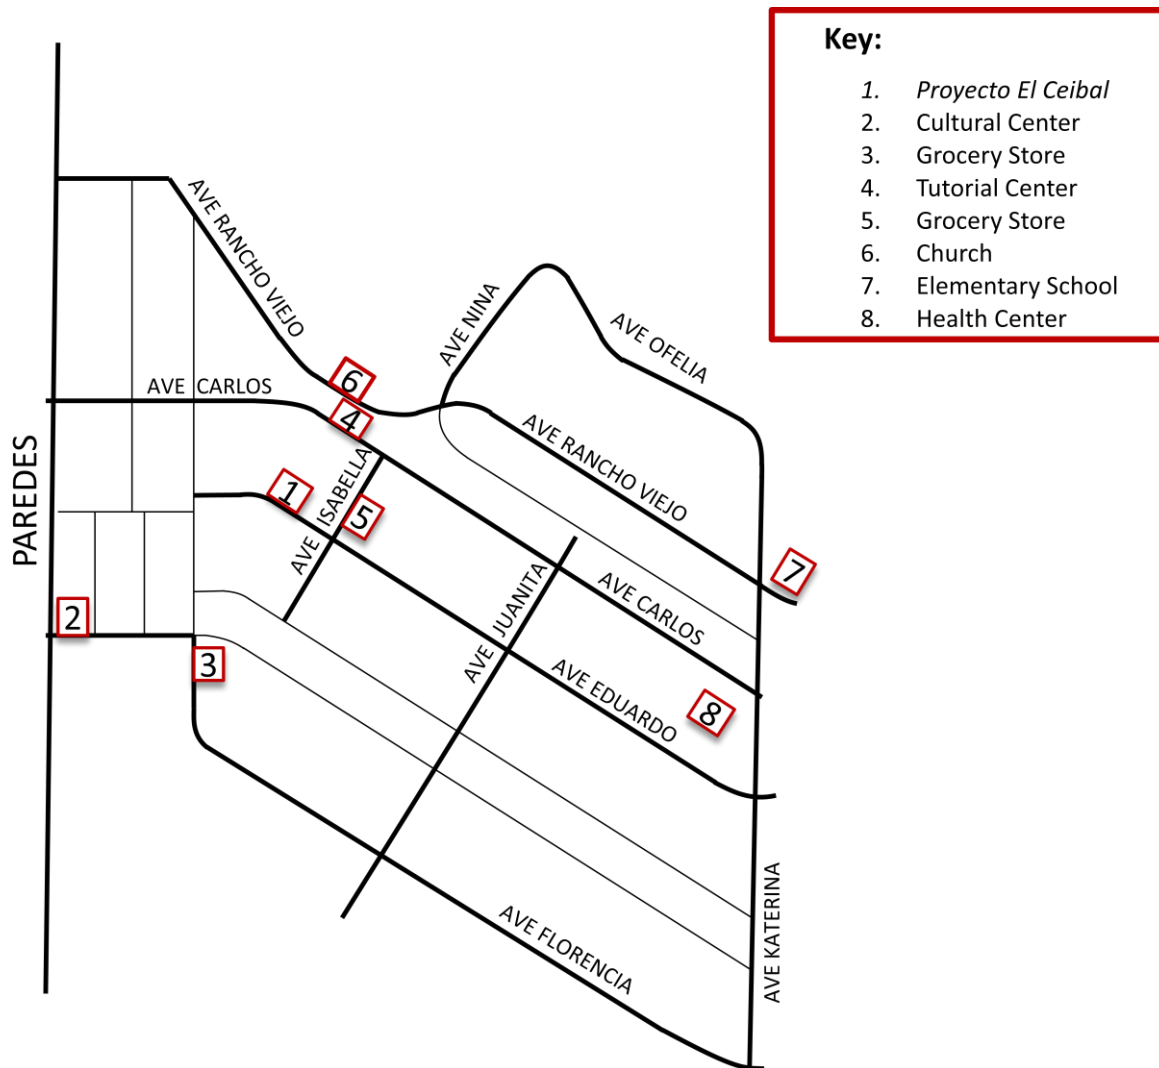 Key:
1. Proyecto El Ceibal
2. Cultural Center
3. Grocery Store
4. Tutorial Center
5. Grocery Store
6. Church
7. Elementary School
8. Health Center
AVE RANCHO VIEJO
AVE NINA
AVE OFELIA
6
AVE CARLOS
4
AVE RANCHO VIEJO
PAREDES
1
AVE ISABELLA
5
7
AVE JUANITA
AVE CARLOS
2
3
AVE EDUARDO
8
AVE FLORENCIA
AVE KATERINA